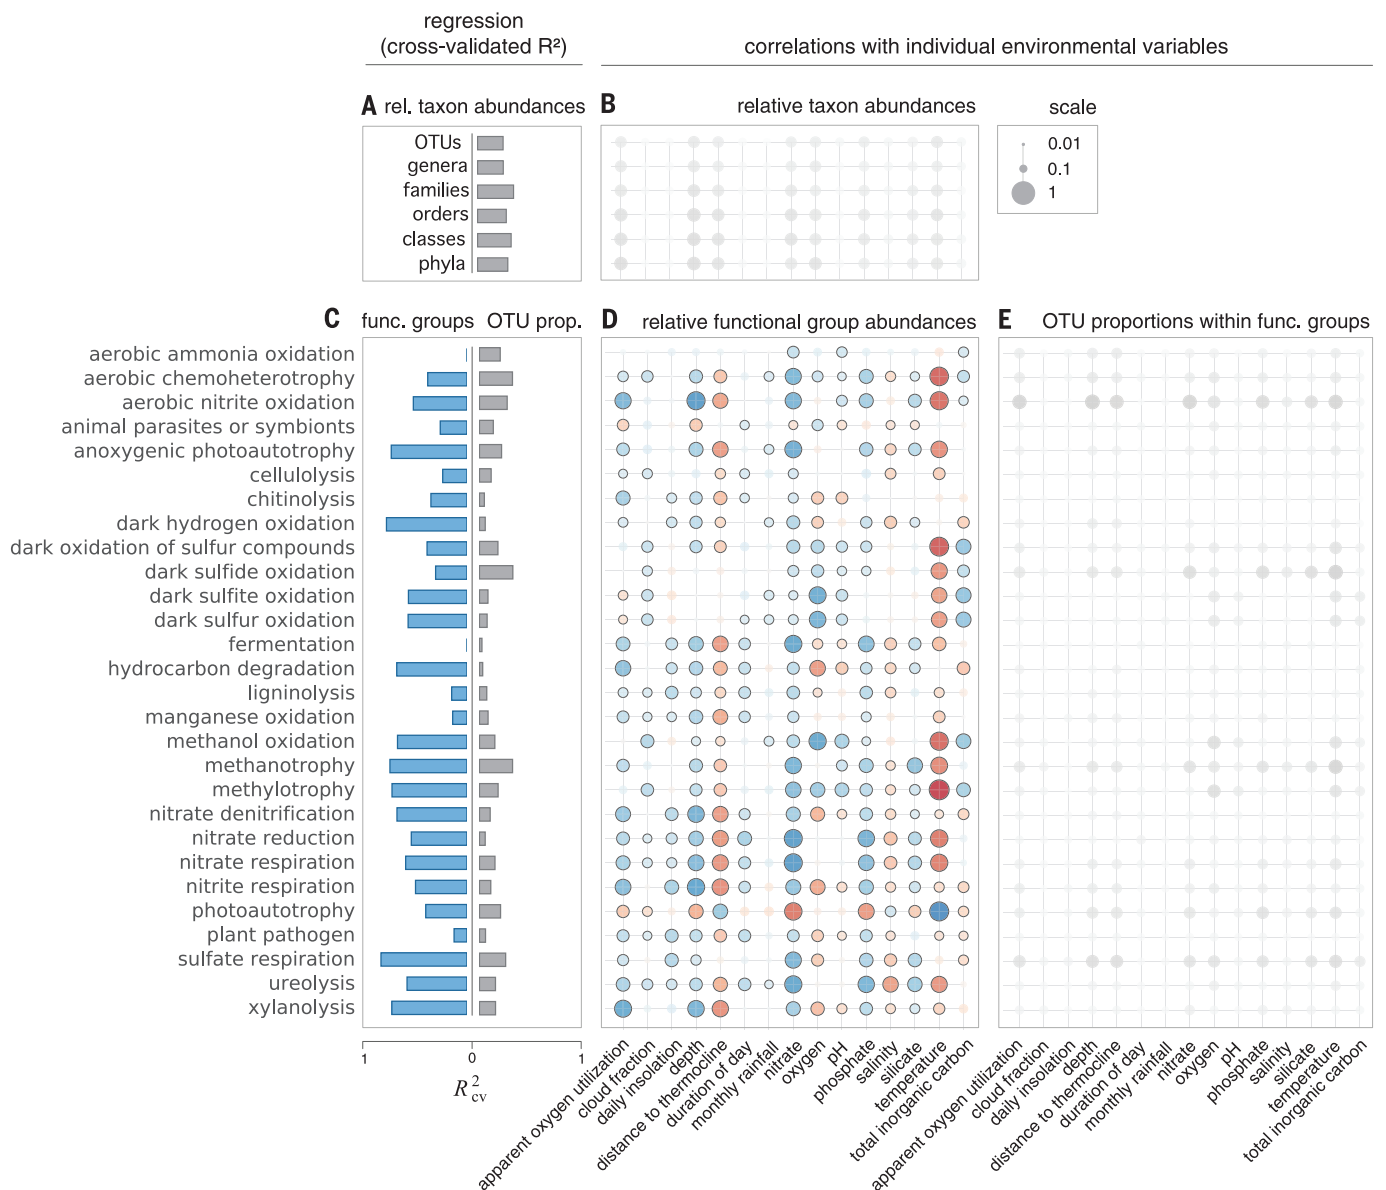 regression
(cross-validated R²)
correlations with individual environmental variables
A rel. taxon abundances
B relative taxon abundances
scale
OTUs
genera
families
orders
classes
phyla
0.01
0.1
1
C func. groups OTU prop.
D relative functional group abundances
E OTU proportions within func. groups
aerobic ammonia oxidation
aerobic chemoheterotrophy
aerobic nitrite oxidation
animal parasites or symbionts
anoxygenic photoautotrophy
cellulolysis
chitinolysis
dark hydrogen oxidation
dark oxidation of sulfur compounds
dark sulfide oxidation
dark sulfite oxidation
dark sulfur oxidation
fermentation
hydrocarbon degradation
ligninolysis
manganese oxidation
methanol oxidation
methanotrophy
methylotrophy
nitrate denitrification
nitrate reduction
nitrate respiration
nitrite respiration
photoautotrophy
plant pathogen
sulfate respiration
ureolysis
xylanolysis
1 0 1
R²cv
apparent oxygen utilization
cloud fraction
daily insolation
depth
distance to thermocline
duration of day
monthly rainfall
nitrate
oxygen
pH
phosphate
salinity
silicate
temperature
total inorganic carbon
apparent oxygen utilization
cloud fraction
daily insolation
depth
distance to thermocline
duration of day
monthly rainfall
nitrate
oxygen
pH
phosphate
salinity
silicate
temperature
total inorganic carbon